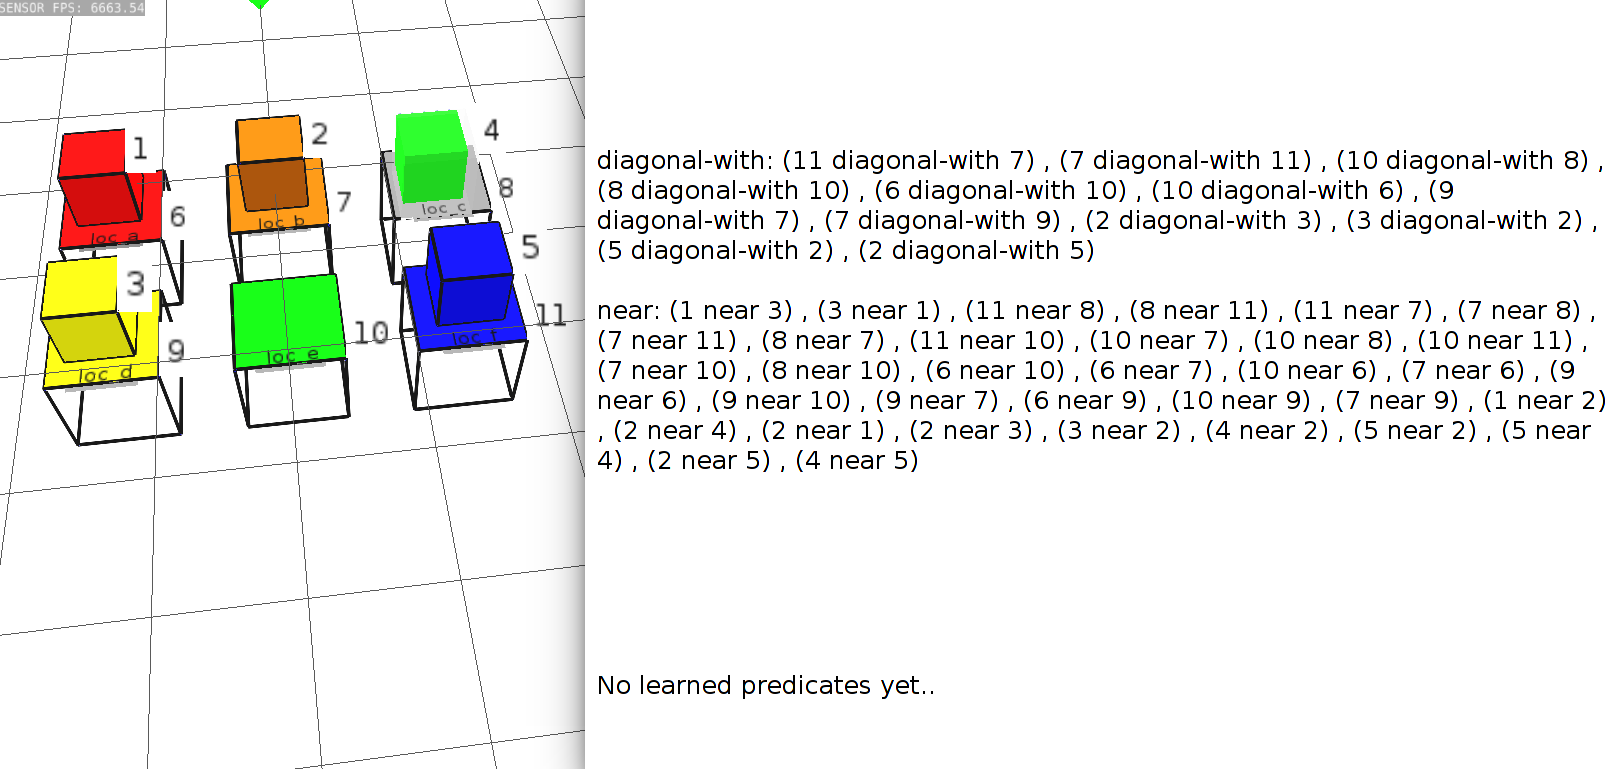 SENSOR FPS: 6663.54
1
2
4
6
7
8
loc_a
loc_b
loc_c
3
5
9
10
11
loc_d
loc_e
loc_f
diagonal-with: (11 diagonal-with 7) , (7 diagonal-with 11) , (10 diagonal-with 8) ,
(8 diagonal-with 10) , (6 diagonal-with 10) , (10 diagonal-with 6) , (9
diagonal-with 7) , (7 diagonal-with 9) , (2 diagonal-with 3) , (3 diagonal-with 2) ,
(5 diagonal-with 2) , (2 diagonal-with 5)
near: (1 near 3) , (3 near 1) , (11 near 8) , (8 near 11) , (11 near 7) , (7 near 8) ,
(7 near 11) , (8 near 7) , (11 near 10) , (10 near 7) , (10 near 8) , (10 near 11) ,
(7 near 10) , (8 near 10) , (6 near 10) , (6 near 7) , (10 near 6) , (7 near 6) , (9
near 6) , (9 near 10) , (9 near 7) , (6 near 9) , (10 near 9) , (7 near 9) , (1 near 2)
, (2 near 4) , (2 near 1) , (2 near 3) , (3 near 2) , (4 near 2) , (5 near 2) , (5 near
4) , (2 near 5) , (4 near 5)
No learned predicates yet..